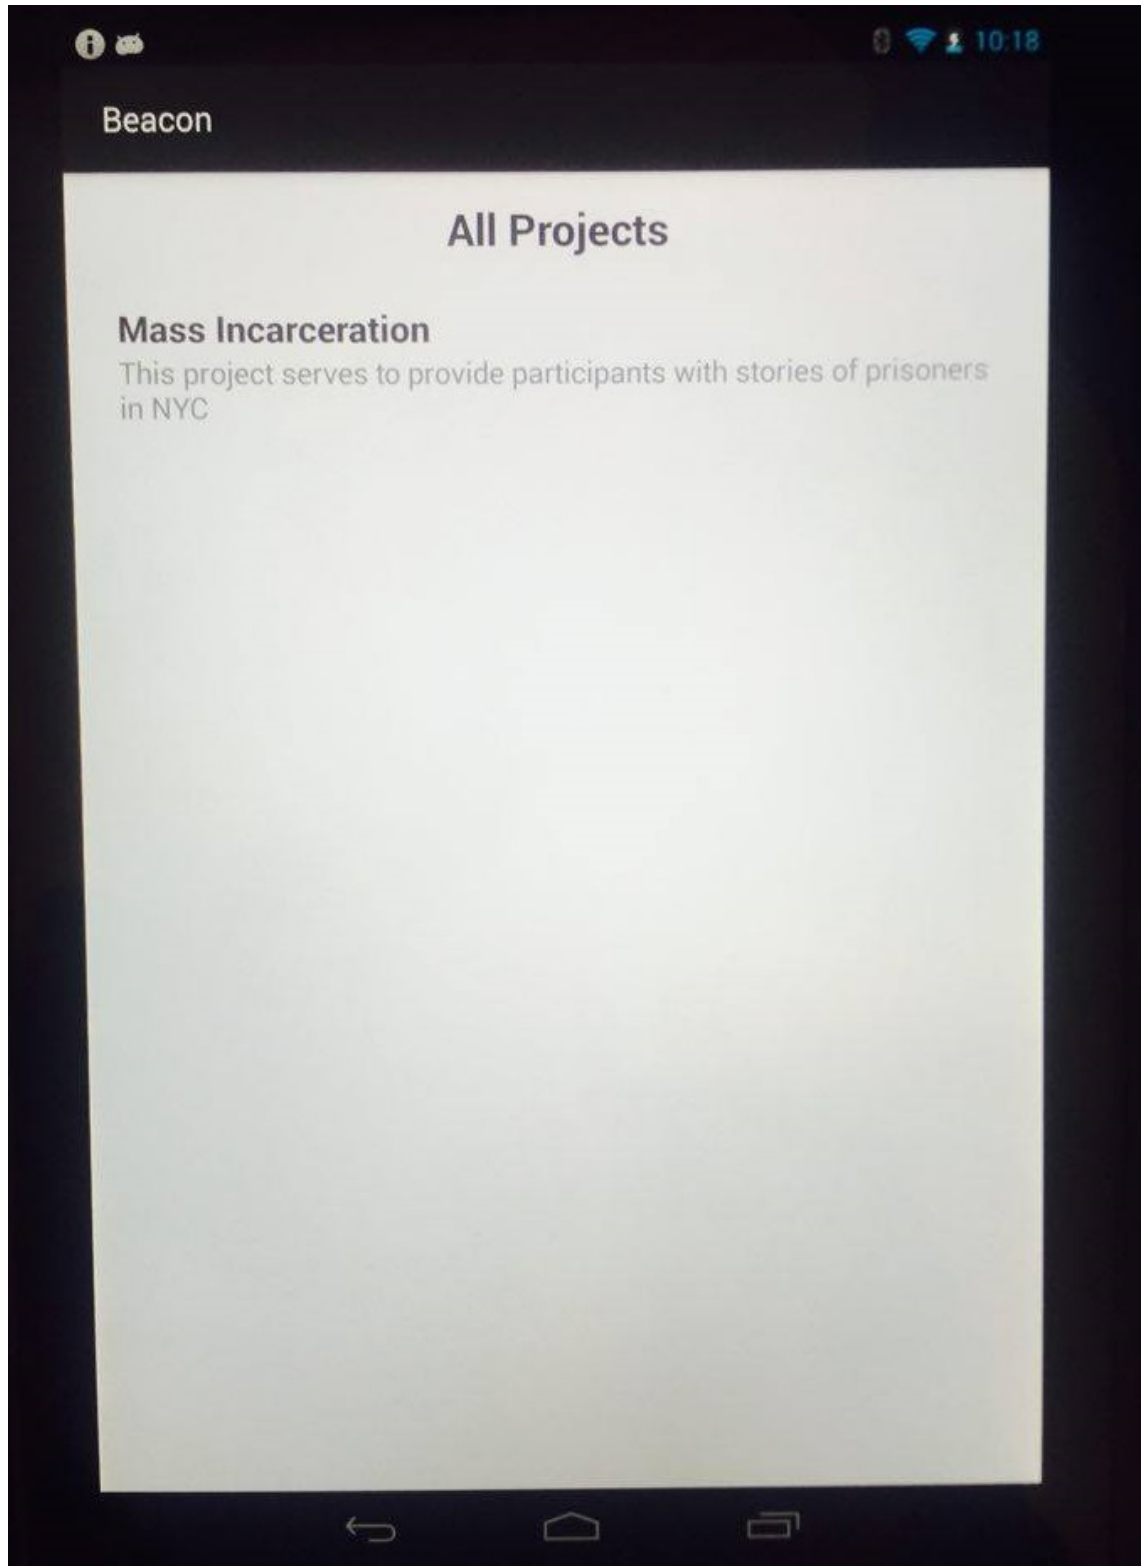 10:18
Beacon
All Projects
Mass Incarceration
This project serves to provide participants with stories of prisoners
in NYC